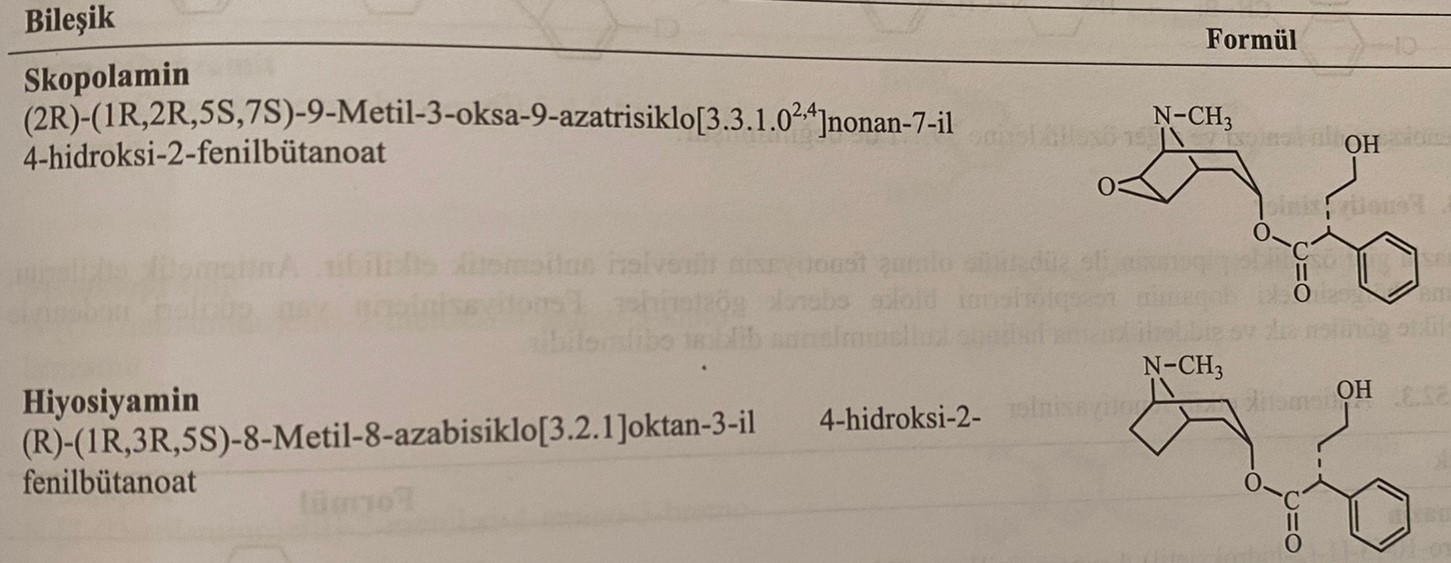 Bileşik
Formül
Skopolamin
(2R)-(1R,2R,5S,7S)-9-Metil-3-oksa-9-azatrisiklo[3.3.1.0²,⁴]nonan-7-il
4-hidroksi-2-fenilbütanoat
N-CH₃
OH
O
O
C
O
Hiyosiyamin
(R)-(1R,3R,5S)-8-Metil-8-azabisiklo[3.2.1]oktan-3-il 4-hidroksi-2-
fenilbütanoat
N-CH₃
OH
O
C
O